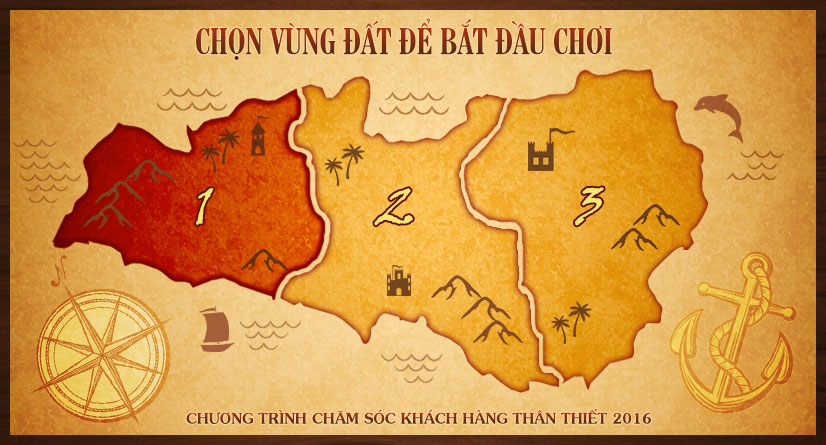 CHỌN VÙNG ĐẤT ĐỂ BẮT ĐẦU CHƠI
1 2 3
N
CHƯƠNG TRÌNH CHĂM SÓC KHÁCH HÀNG THÂN THIẾT 2016